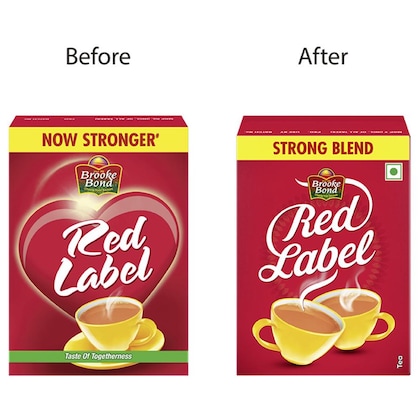 Before
After
NOW STRONGER*
Brooke
Bond
Red
Label
Taste Of Togetherness
STRONG BLEND
Brooke
Bond
Red
Label
Tea